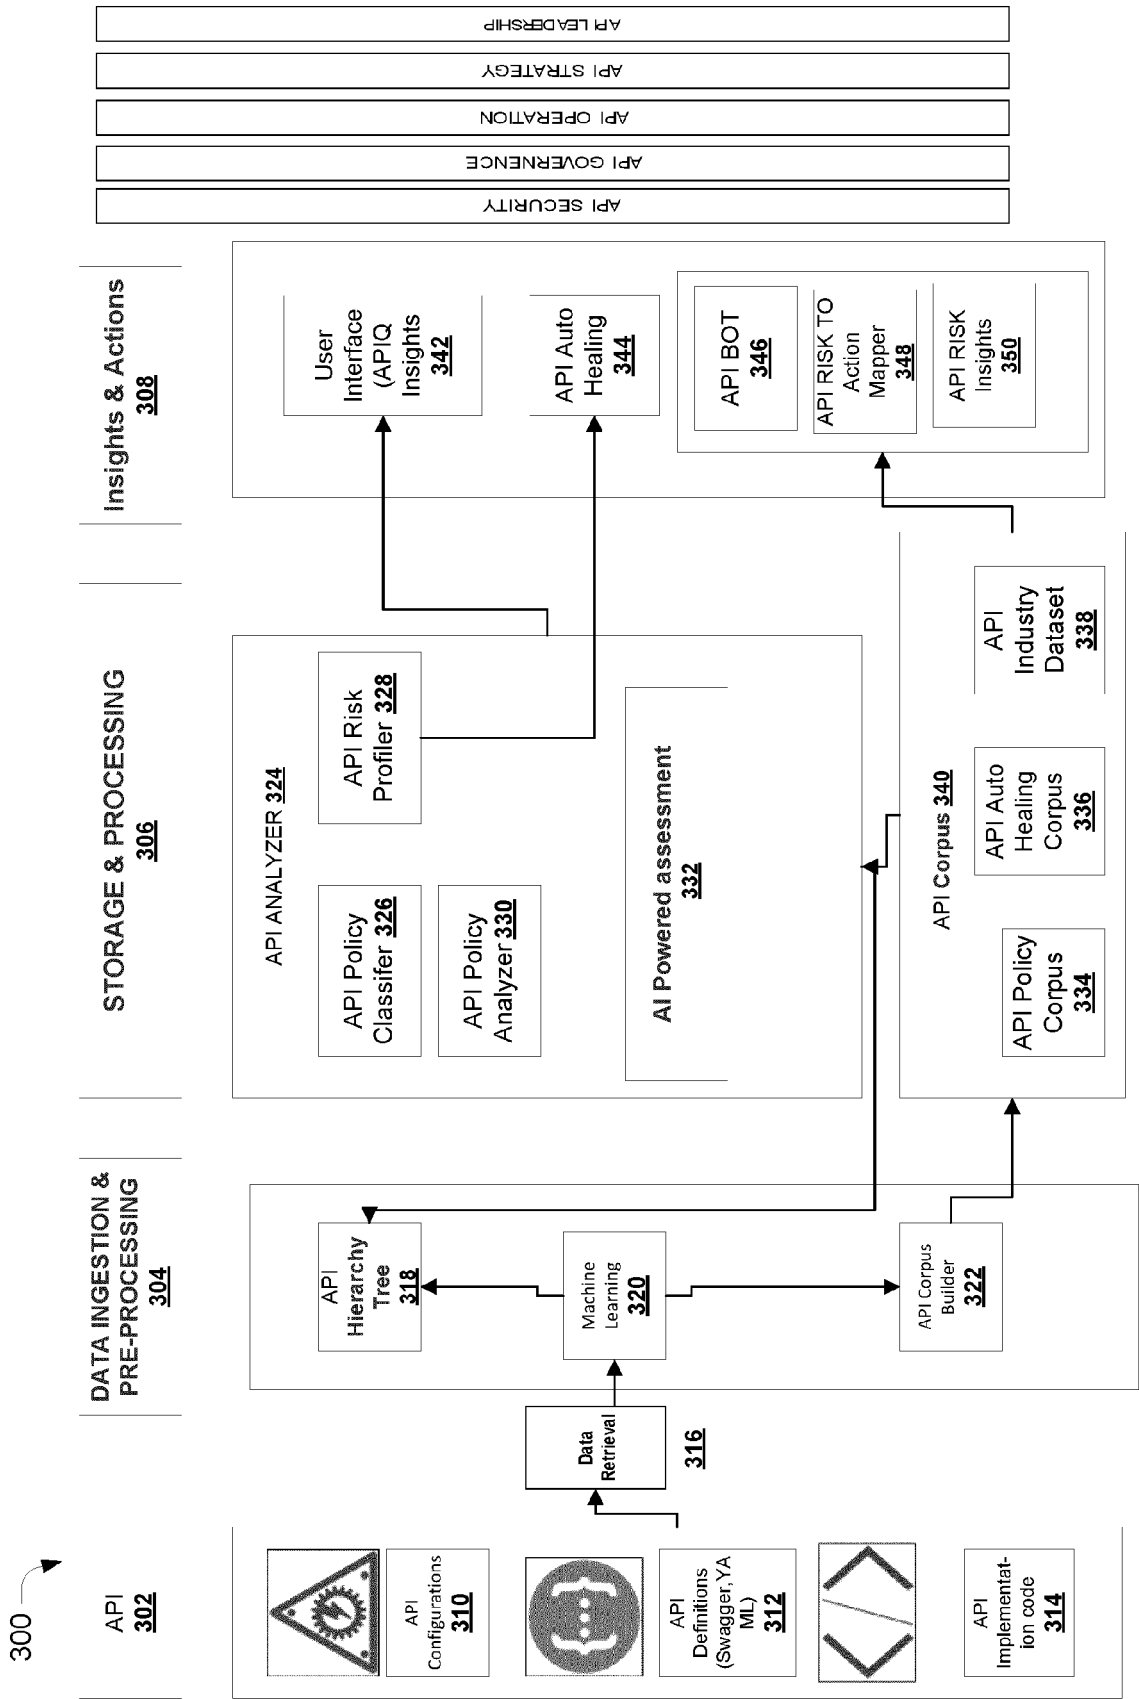 300
API
302
DATA INGESTION &
PRE-PROCESSING
304
STORAGE & PROCESSING
306
Insights & Actions
308
API
Configurations
310
{...}
API
Definitions
(Swagger,YA
ML)
312
</>
API
Implementat-
ion code
314
Data
Retrieval
316
API
Hierarchy
Tree
318
Machine
Learning
320
API Corpus
Builder
322
API ANALYZER 324
API Policy
Classifer 326
API Risk
Profiler 328
API Policy
Analyzer 330
AI Powered assessment
332
API Corpus 340
API Policy
Corpus
334
API Auto
Healing
Corpus
336
API
Industry
Dataset
338
User
Interface
(APIQ
Insights
342
API Auto
Healing
344
API BOT
346
API RISK TO
Action
Mapper
348
API RISK
Insights
350
API SECURITY
API GOVERNENCE
API OPERATION
API STRATEGY
API LEADERSHIP